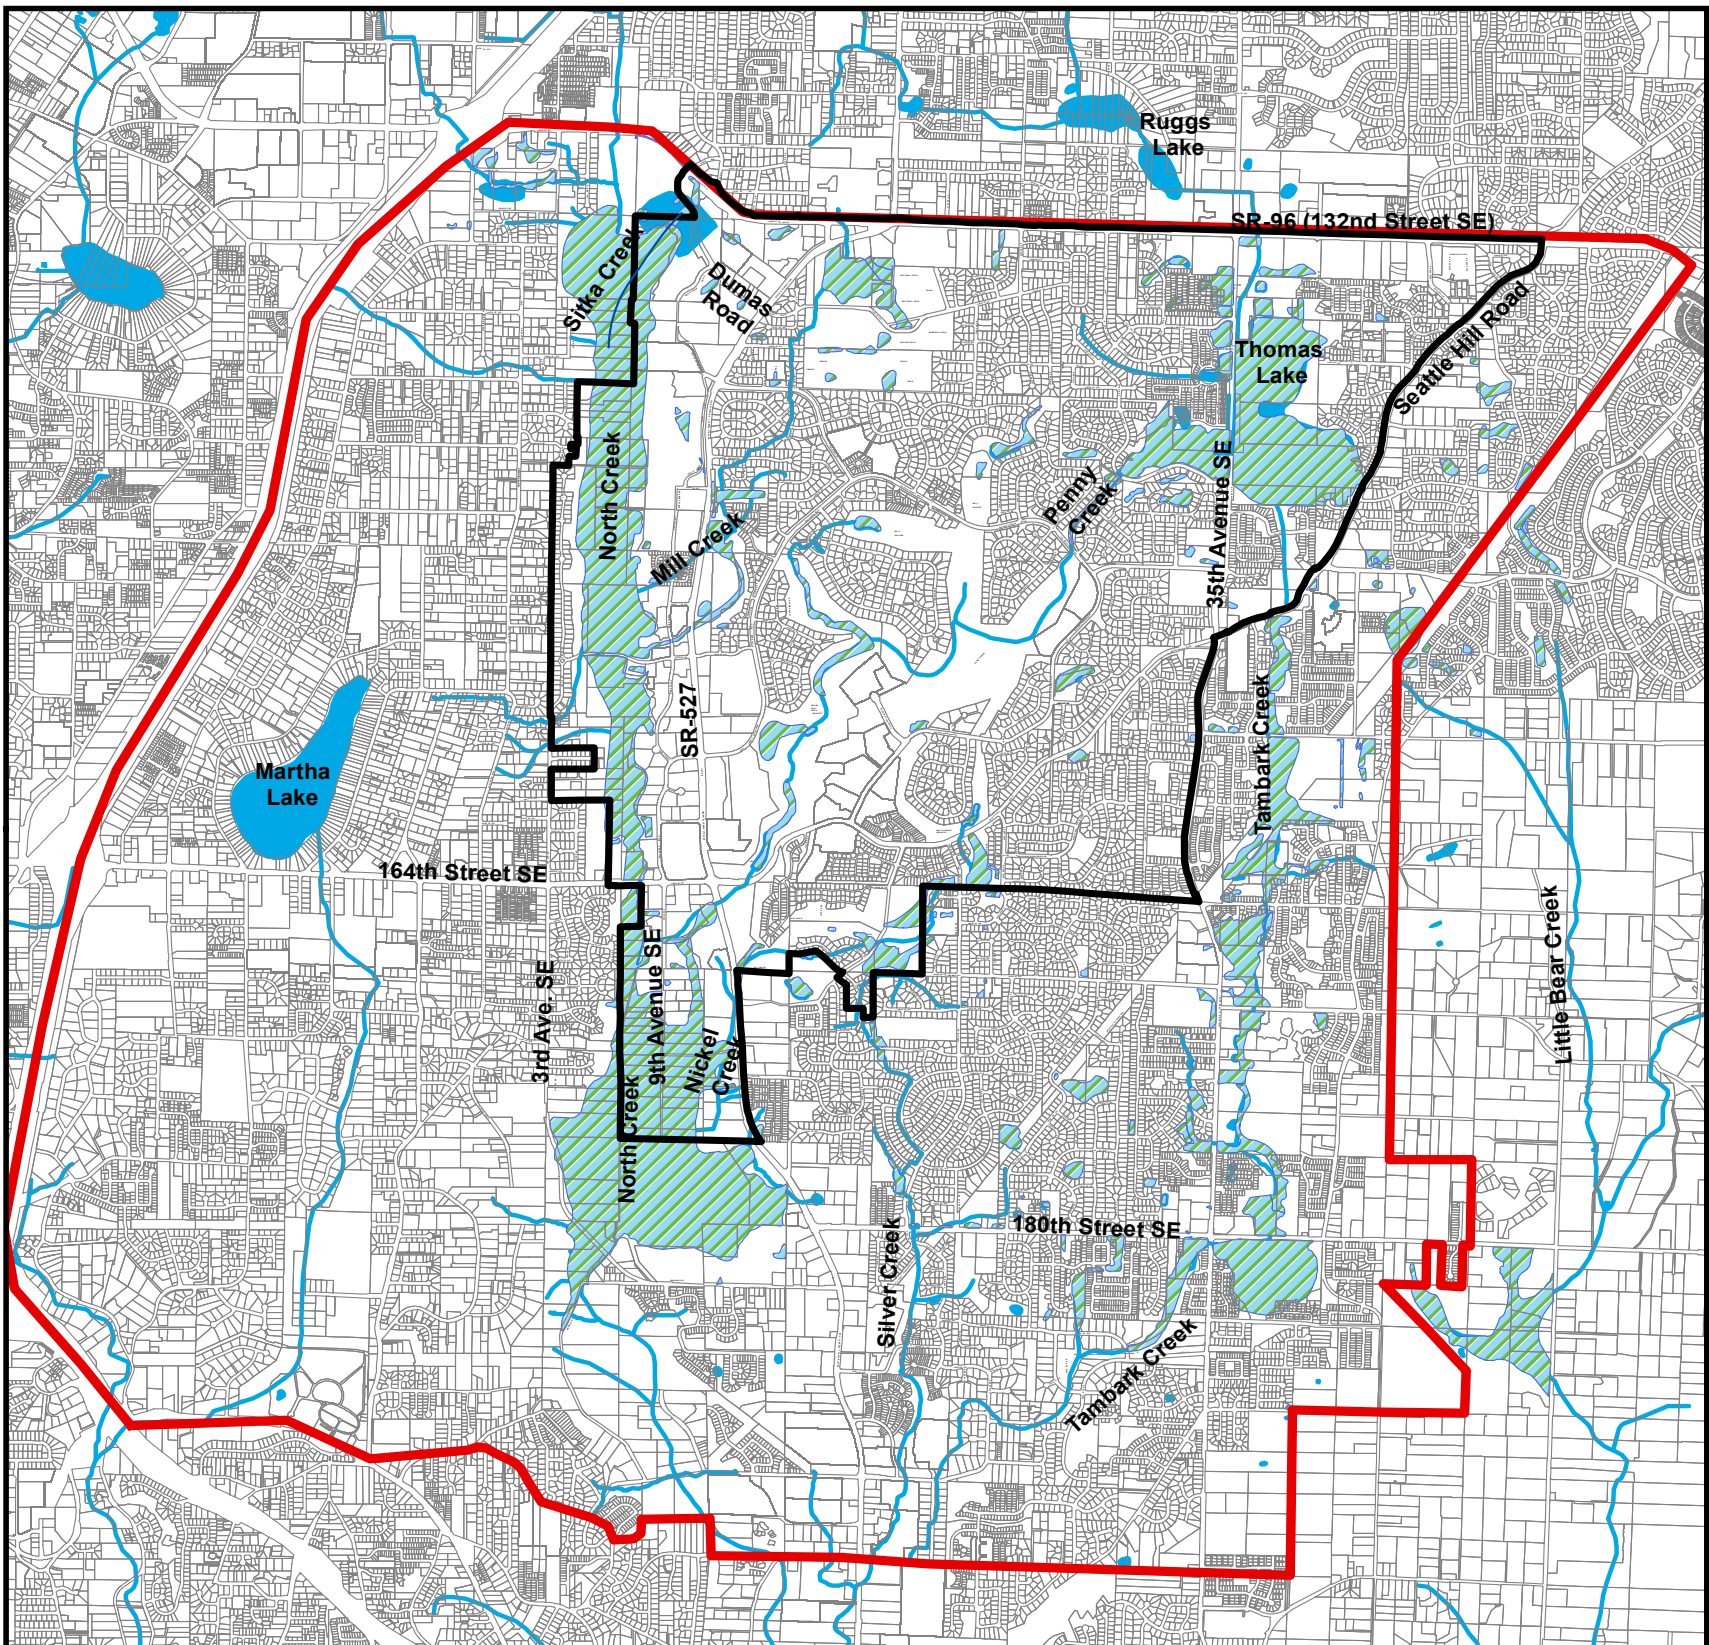 Ruggs
Lake
SR-96 (132nd Street SE)
Sitka Creek
Dumas
Road
Seattle Hill Road
Thomas
Lake
North Creek
Penny
Creek
35th Avenue SE
Mill Creek
SR-527
Tambark Creek
Martha
Lake
164th Street SE
Little Bear Creek
3rd Ave. SE
9th Avenue SE
Nickel
Creek
North Creek
180th Street SE
Silver Creek
Tambark Creek